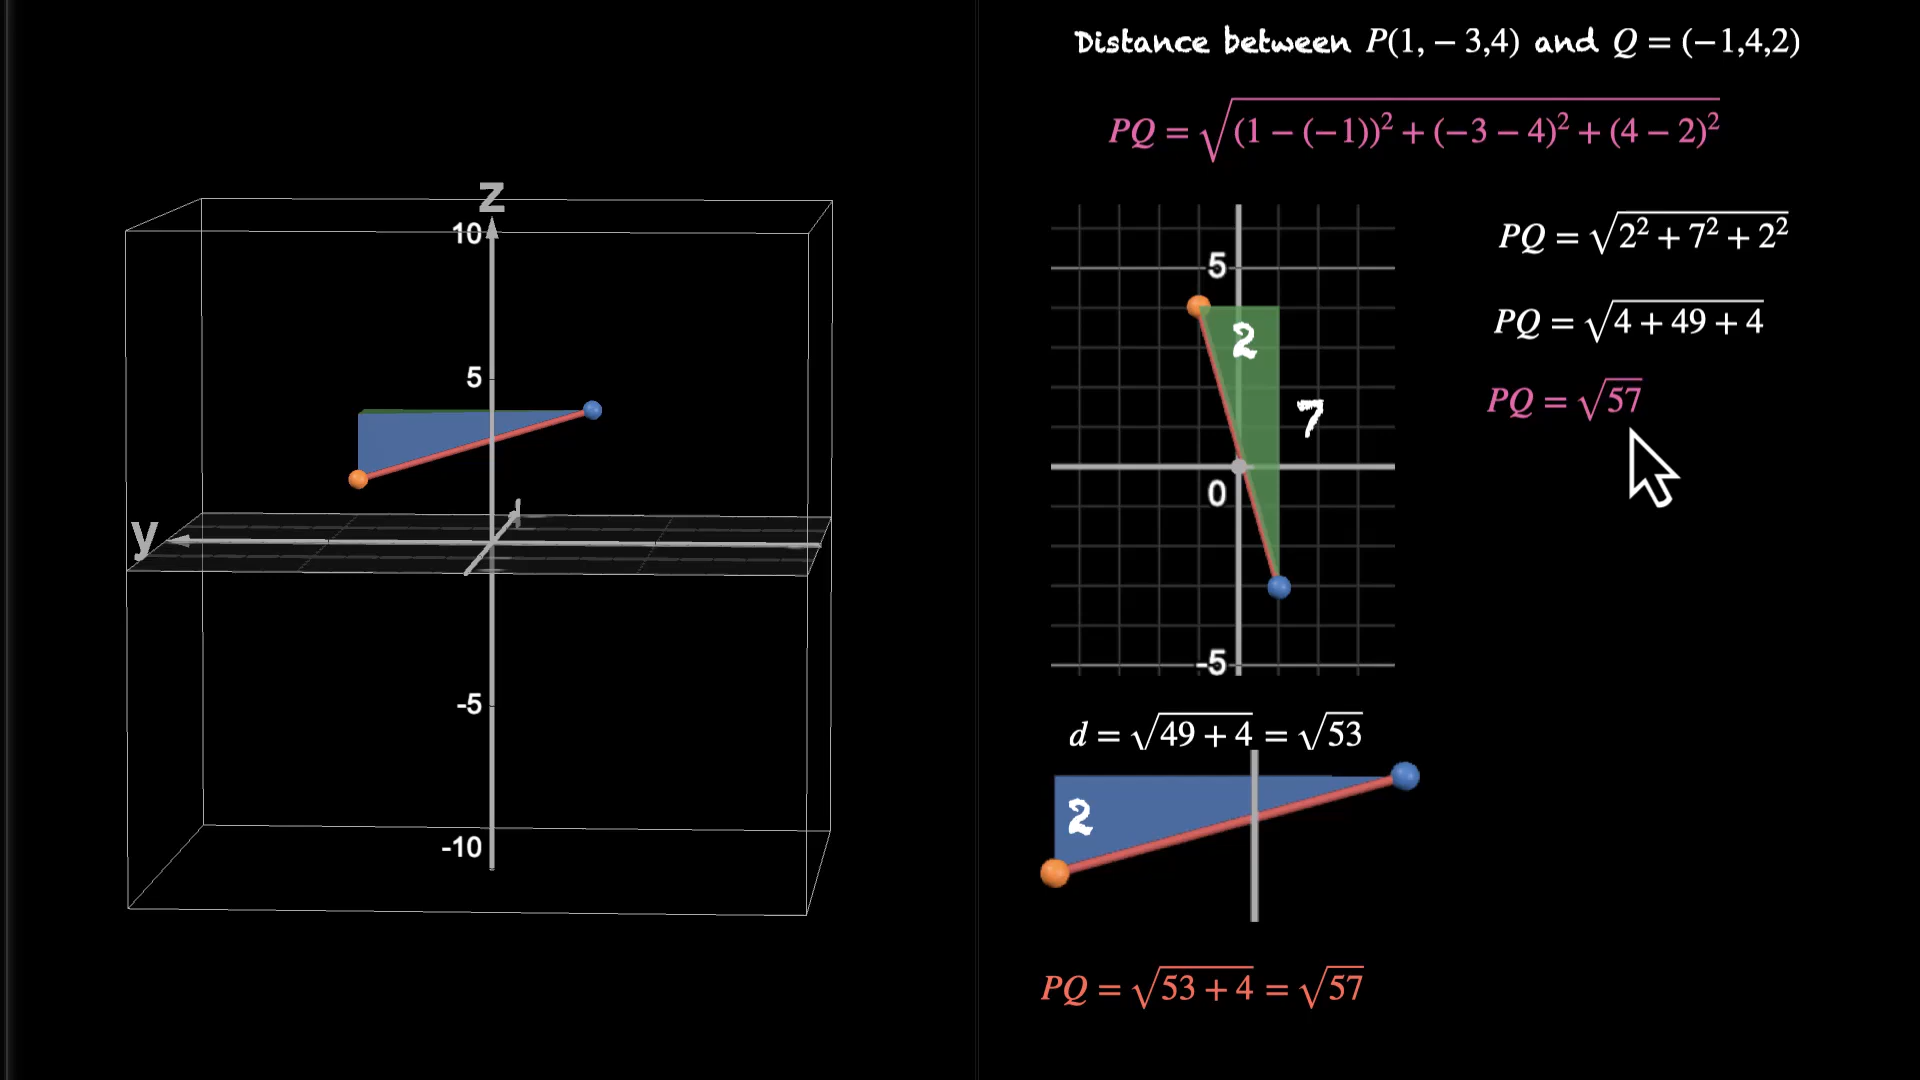 z
10
5
y
-5
-10
Distance between P(1, − 3,4) and Q = (−1,4,2)
PQ = √(1 − (−1))² + (−3 − 4)² + (4 − 2)²
5
2
7
0
-5
PQ = √2² + 7² + 2²
PQ = √4 + 49 + 4
PQ = √57
d = √49 + 4 = √53
2
PQ = √53 + 4 = √57